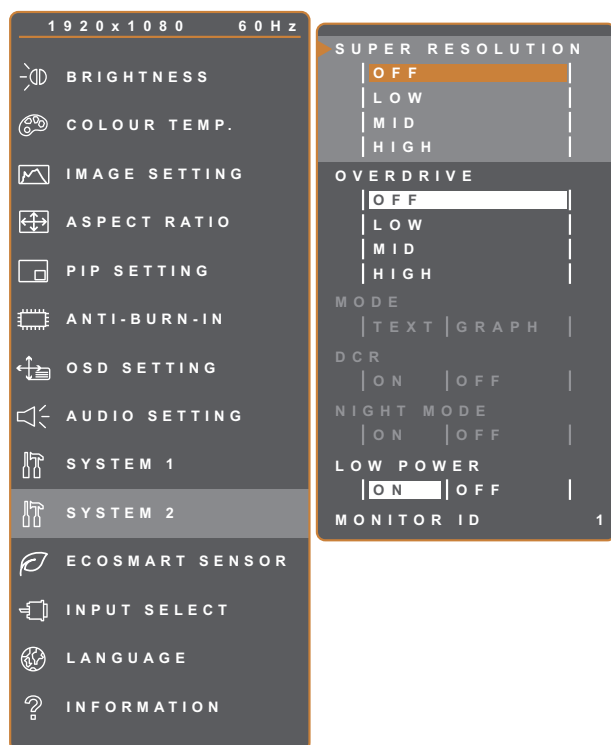 1920x1080 60Hz
BRIGHTNESS
COLOUR TEMP.
IMAGE SETTING
ASPECT RATIO
PIP SETTING
ANTI-BURN-IN
OSD SETTING
AUDIO SETTING
SYSTEM 1
SYSTEM 2
ECOSMART SENSOR
INPUT SELECT
LANGUAGE
INFORMATION
SUPER RESOLUTION
OFF
LOW
MID
HIGH
OVERDRIVE
OFF
LOW
MID
HIGH
MODE
TEXT GRAPH
DCR
ON OFF
NIGHT MODE
ON OFF
LOW POWER
ON OFF
MONITOR ID 1